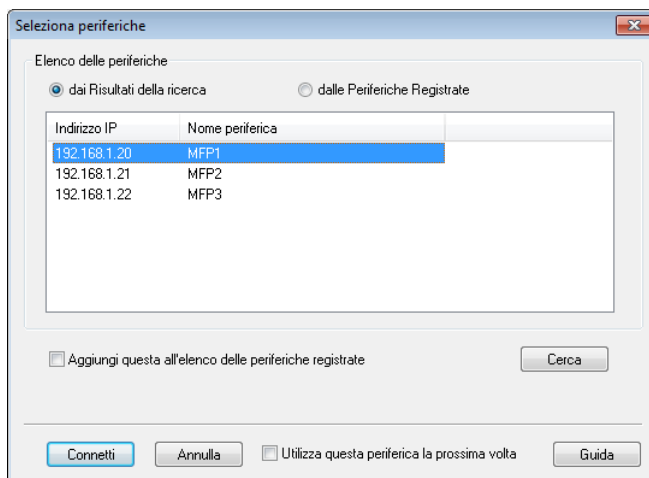 Seleziona periferiche
Elenco delle periferiche
dai Risultati della ricerca dalle Periferiche Registrate
Indirizzo IP Nome periferica
192.168.1.20 MFP1
192.168.1.21 MFP2
192.168.1.22 MFP3
Aggiungi questa all'elenco delle periferiche registrate Cerca
Connetti Annulla Utilizza questa periferica la prossima volta Guida